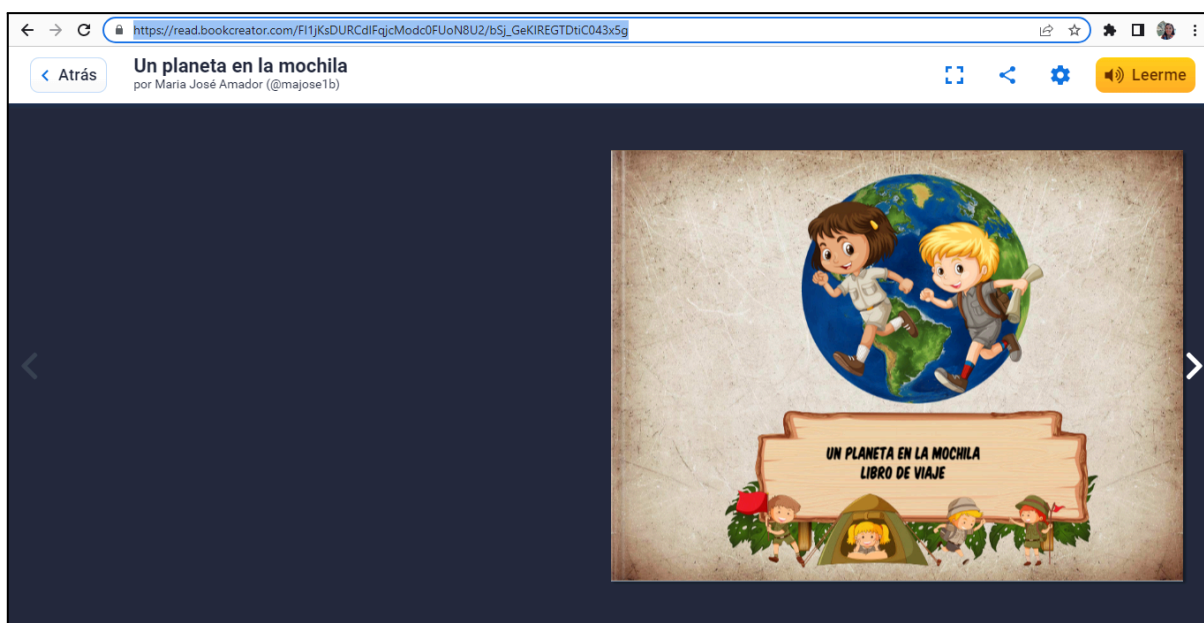 https://read.bookcreator.com/FI1jKsDURCdIFqjcModc0FUoN8U2/bSj_GeKIREGTDtiC043x5g
Atrás
Un planeta en la mochila
por Maria José Amador (@majose1b)
Leerme
UN PLANETA EN LA MOCHILA
LIBRO DE VIAJE